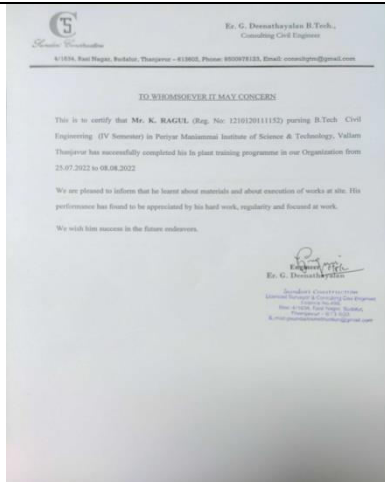 Er. G. Deenathayalan B.Tech.,
Consulting Civil Engineer
Construction
TO WHOMSOEVER IT MAY CONCERN
This is to certify that Mr. K. RAGUL (Reg. No: 121012011152) pursing B.Tech Civil
Engineering (IV Semester) in Periyar Maniammai Institute of Science & Technology, Vallam
Thanjavur has successfully completed his In plant training programme in our Organization from
25.07.2022 to 08.08.2022
We are pleased to inform that he learnt about materials and about execution of works at site. His
performance has found to be appreciated by his hard work, regularity and focused at work.
We wish him success in the future endeavors.
Engineer
Er. G. Deenathayalan